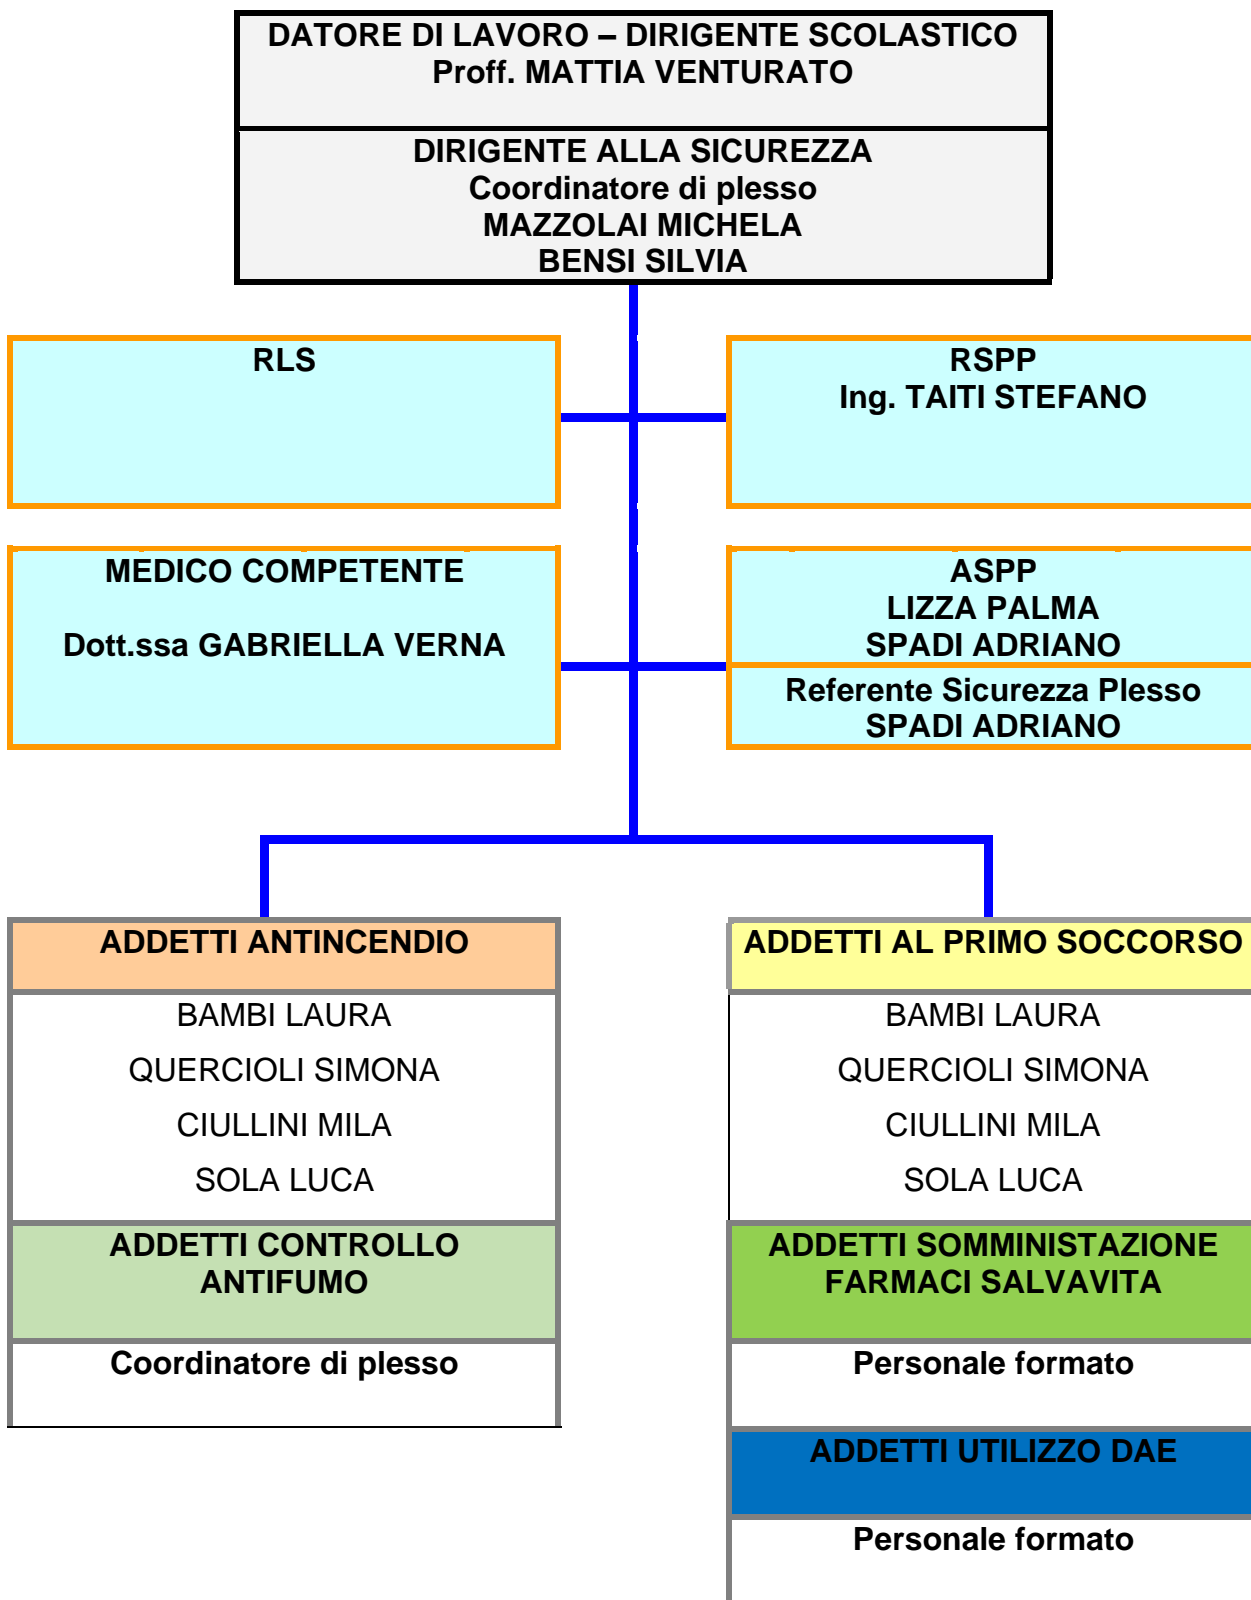 DATORE DI LAVORO – DIRIGENTE SCOLASTICO
Proff. MATTIA VENTURATO
DIRIGENTE ALLA SICUREZZA
Coordinatore di plesso
MAZZOLAI MICHELA
BENSI SILVIA
RLS
RSPP
Ing. TAITI STEFANO
MEDICO COMPETENTE
Dott.ssa GABRIELLA VERNA
ASPP
LIZZA PALMA
SPADI ADRIANO
Referente Sicurezza Plesso
SPADI ADRIANO
ADDETTI ANTINCENDIO
BAMBI LAURA
QUERCIOLI SIMONA
CIULLINI MILA
SOLA LUCA
ADDETTI CONTROLLO
ANTIFUMO
Coordinatore di plesso
ADDETTI AL PRIMO SOCCORSO
BAMBI LAURA
QUERCIOLI SIMONA
CIULLINI MILA
SOLA LUCA
ADDETTI SOMMINISTAZIONE
FARMACI SALVAVITA
Personale formato
ADDETTI UTILIZZO DAE
Personale formato